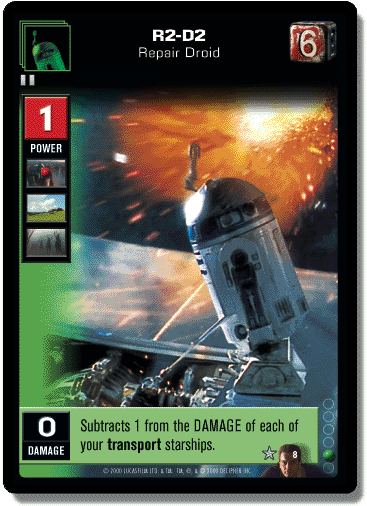 R2-D2
Repair Droid
6
1
POWER
0
DAMAGE
Subtracts 1 from the DAMAGE of each of
your transport starships.
8
© 2000 LUCASFILM LTD. & TM.
© 2000 DECIPHER INC.